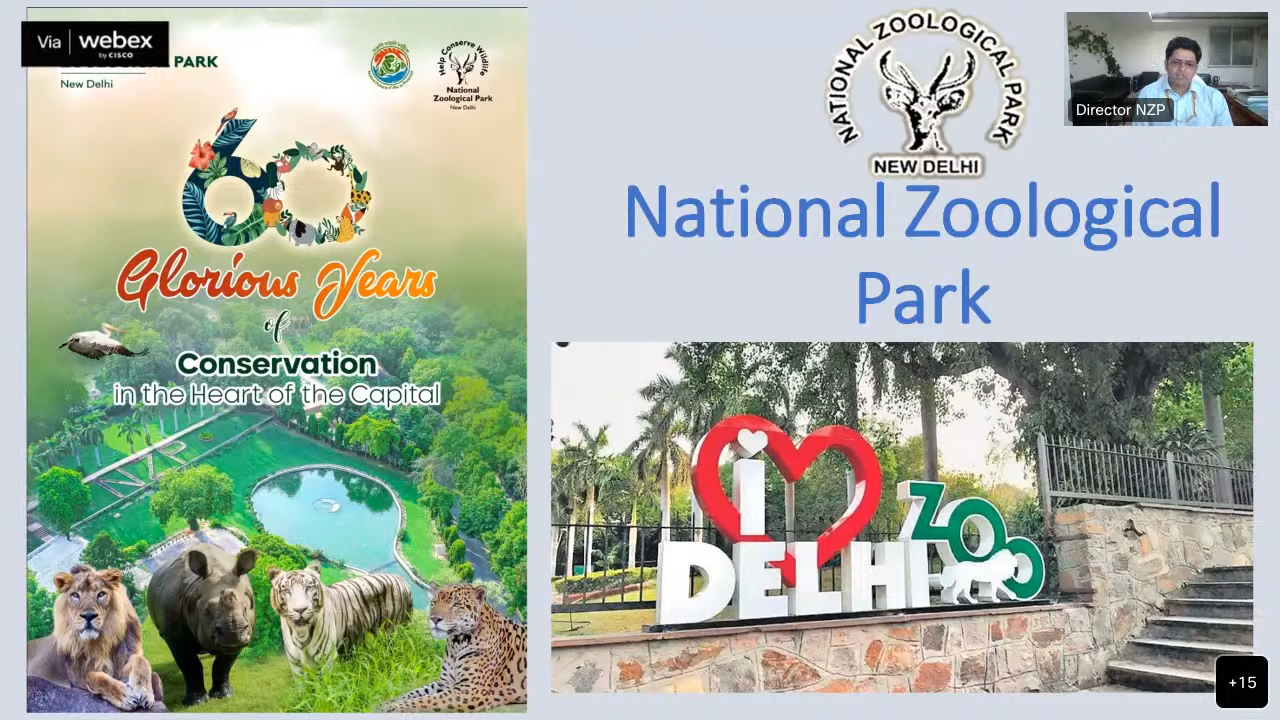 Via webex
by CISCO
PARK
New Delhi
Help Conserve Wildlife
National
Zoological Park
New Delhi
60
Glorious Years
of
Conservation
in the Heart of the Capital
NZP
NATIONAL ZOOLOGICAL PARK
NEW DELHI
National Zoological
Park
i
DELHI ZOO
Director NZP
+15